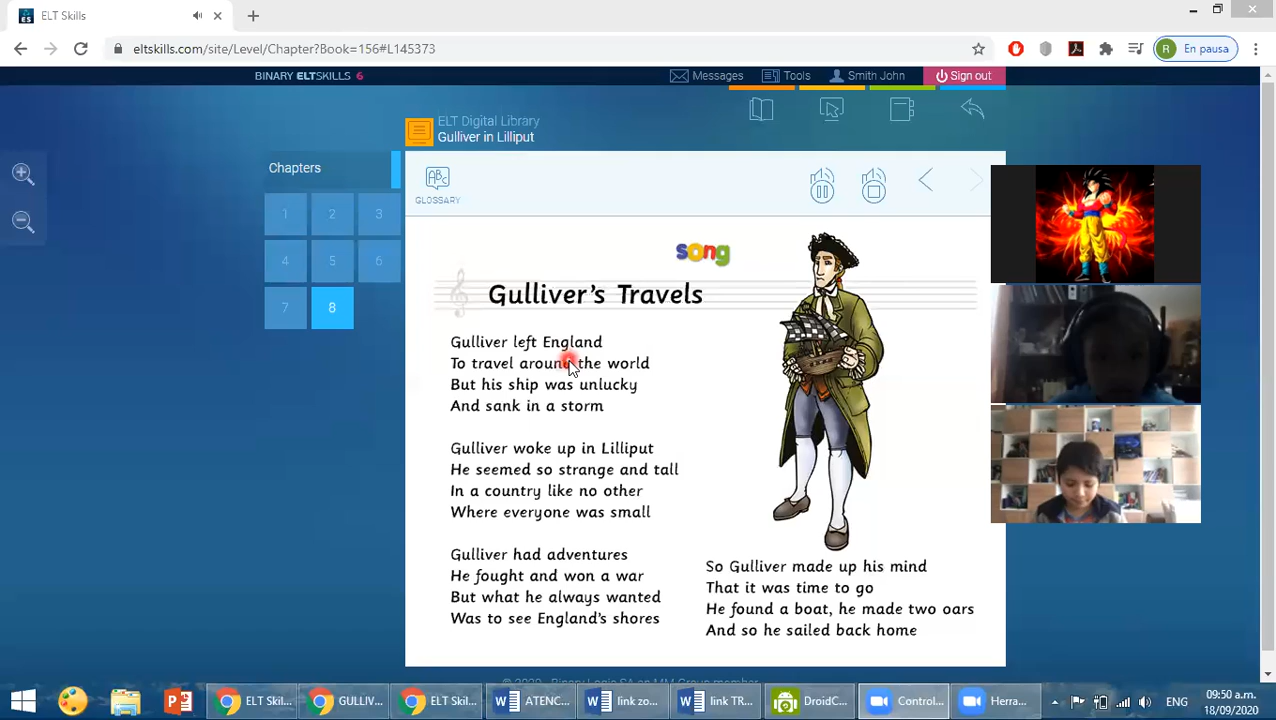 ELT Skills
eltskills.com/site/Level/Chapter?Book=156#L145373
R En pausa
BINARY ELTSKILLS 6
Messages
Tools
Smith John
Sign out
ELT Digital Library
Gulliver in Lilliput
Chapters
1 2 3
4 5 6
7 8
ABC
GLOSSARY
song
Gulliver's Travels
Gulliver left England
To travel around the world
But his ship was unlucky
And sank in a storm
Gulliver woke up in Lilliput
He seemed so strange and tall
In a country like no other
Where everyone was small
Gulliver had adventures
He fought and won a war
But what he always wanted
Was to see England's shores
So Gulliver made up his mind
That it was time to go
He found a boat, he made two oars
And so he sailed back home
ELT Skil...
GULLIV...
ELT Skil...
ATENC...
link zo...
link TR...
DroidC...
Control...
Herra...
ENG
09:50 a.m.
18/09/2020